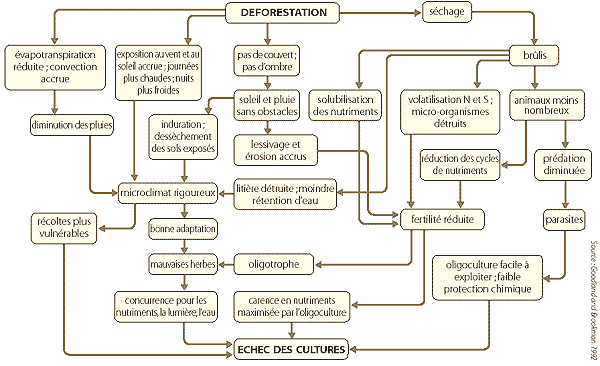 DEFORESTATION
séchage
évapotranspiration
réduite ; convection
accrue
exposition au vent et au
soleil accrue ; journées
plus chaudes ; nuits
plus froides
pas de couvert ;
pas d'ombre
brûlis
diminution des pluies
induration ;
dessèchement
des sols exposés
soleil et pluie
sans obstacles
solubilisation
des nutriments
volatilisation N et S ;
micro-organismes
détruits
animaux moins
nombreux
lessivage et
érosion accrus
réduction des cycles
de nutriments
prédation
diminuée
microclimat rigoureux
litière détruite ; moindre
rétention d'eau
récoltes plus
vulnérables
bonne adaptation
fertilité réduite
parasites
mauvaises herbes
oligotrophe
oligoculture facile à
exploiter ; faible
protection chimique
concurrence pour les
nutriments, la lumière, l'eau
carence en nutriments
maximisée par l'oligoculture
ECHEC DES CULTURES
Source : Goodland and Brockman 1992